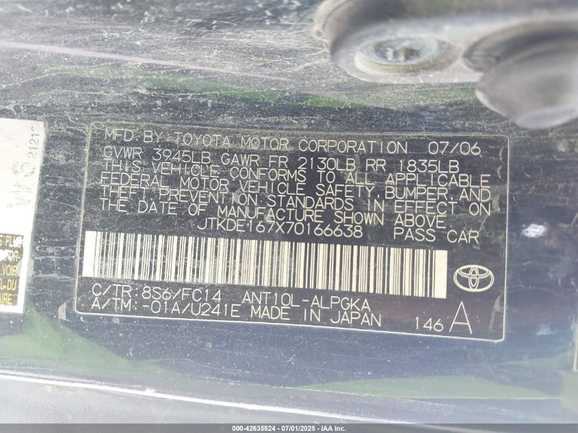 MFD. BY TOYOTA MOTOR CORPORATION 07/06
GVWR 3945LB GAWR FR 2130LB RR 1835LB
THIS VEHICLE CONFORMS TO ALL APPLICABLE
FEDERAL MOTOR VEHICLE SAFETY, BUMPER, AND
THEFT PREVENTION STANDARDS IN EFFECT ON
THE DATE OF MANUFACTURE SHOWN ABOVE.
JTKDE167X70166638 PASS CAR
C/TR: 8S6/FC14 ANT10L-ALPGKA
A/TM: -01A/U241E MADE IN JAPAN
146 A
VOIR
000-42635624 | 07/01/2025 | IAA Inc.